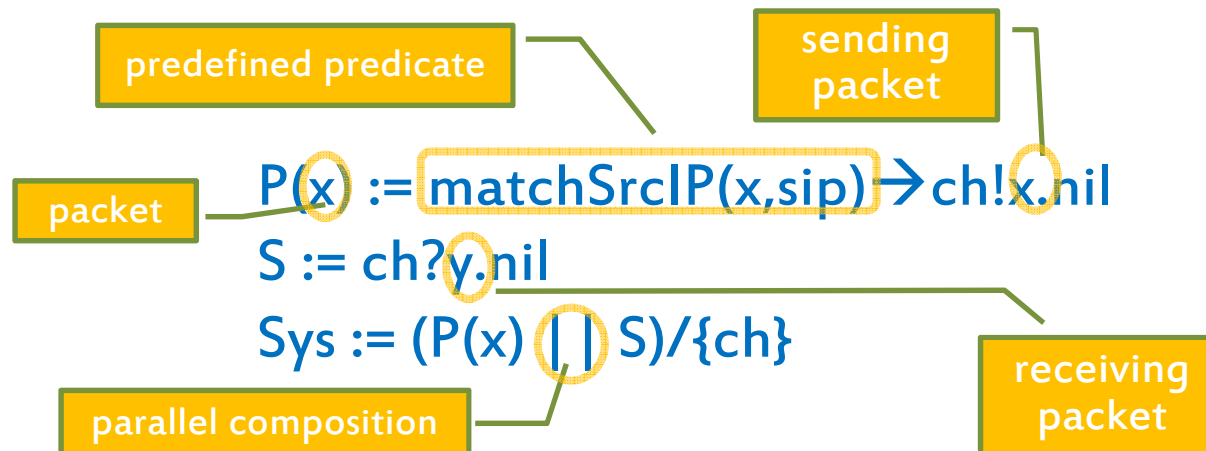 predefined predicate
sending
packet
P(x) := matchSrcIP(x,sip)→ch!x.nil
packet
S := ch?y.nil
Sys := (P(x) || S)/{ch}
receiving
packet
parallel composition